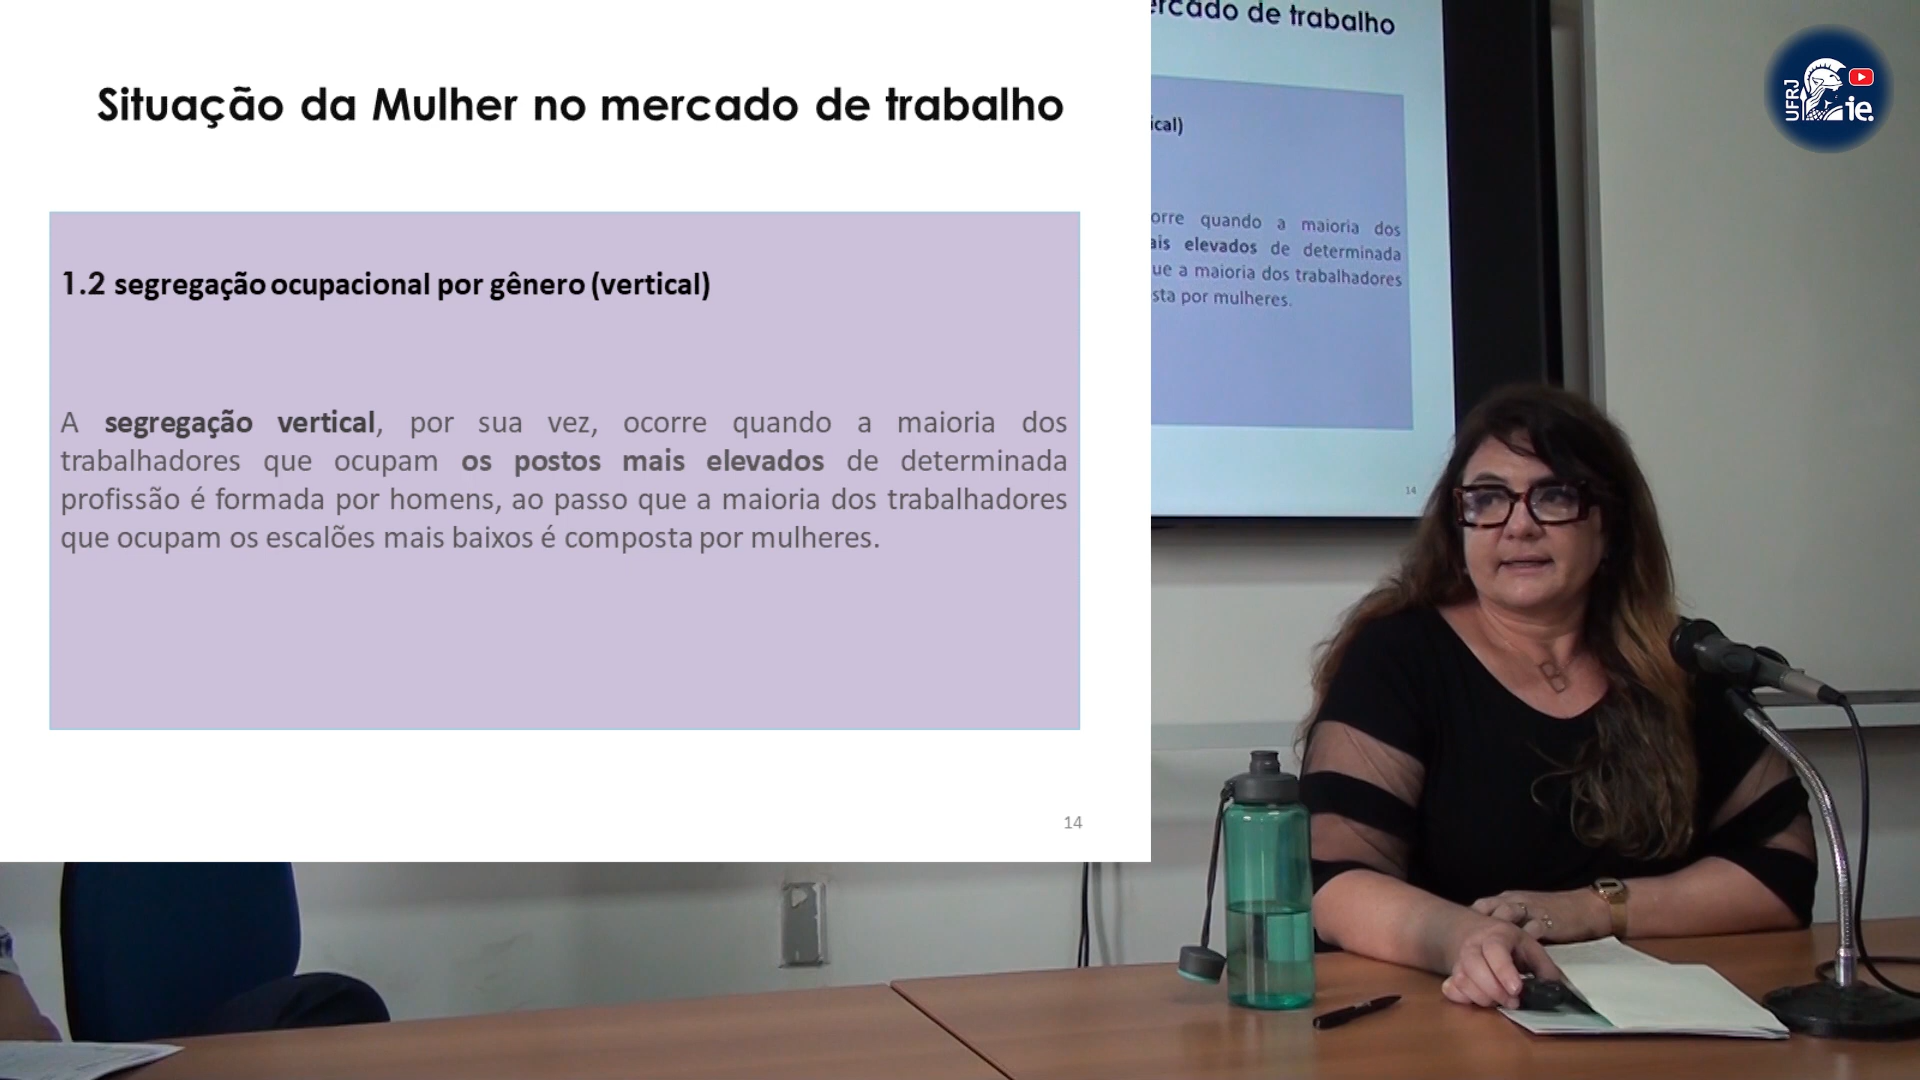 Situação da Mulher no mercado de trabalho
1.2 segregação ocupacional por gênero (vertical)
A segregação vertical, por sua vez, ocorre quando a maioria dos
trabalhadores que ocupam os postos mais elevados de determinada
profissão é formada por homens, ao passo que a maioria dos trabalhadores
que ocupam os escalões mais baixos é composta por mulheres.
14
ercado de trabalho
ical)
orre quando a maioria dos
ais elevados de determinada
ue a maioria dos trabalhadores
sta por mulheres.
14
UFRJ
ie.